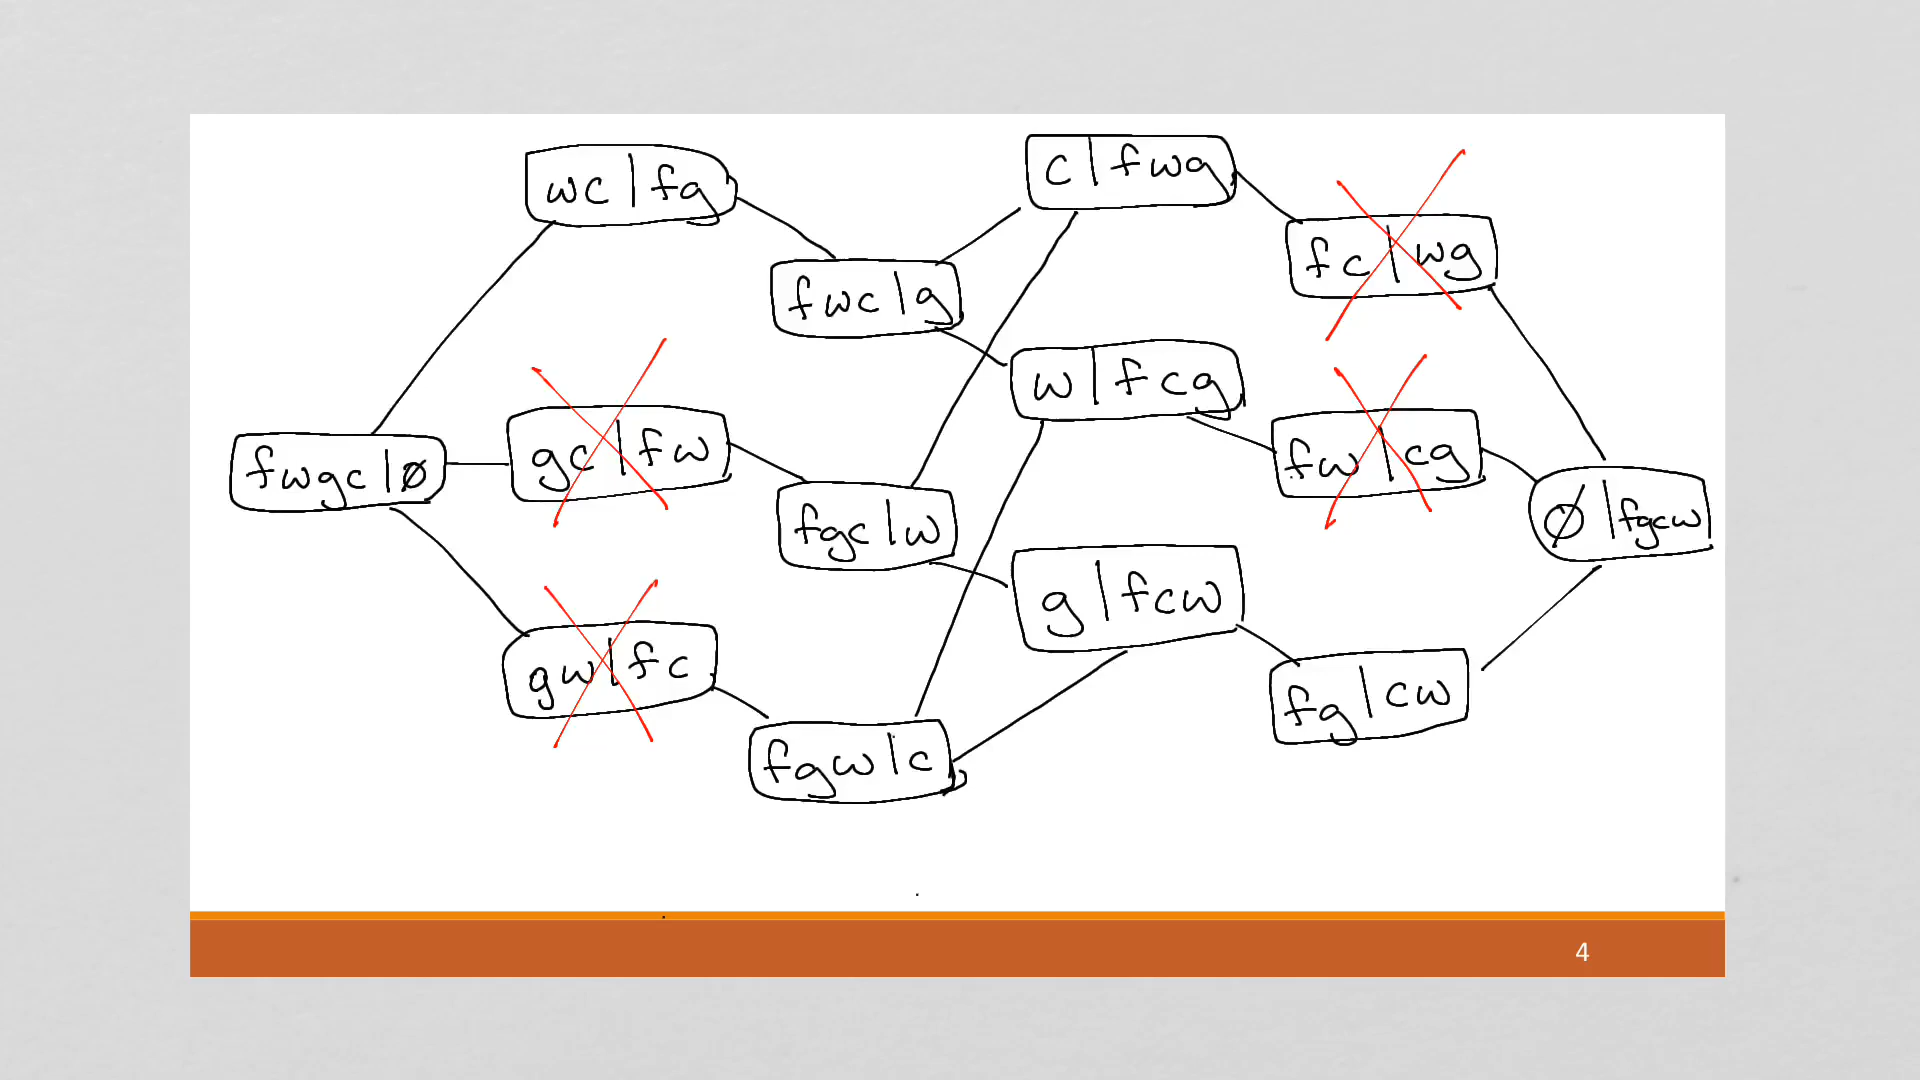 wc | fg
c | fwg
fc | wg
fwc | g
w | fcg
gc | fw
fw | cg
fwgc | ∅
fgc | w
∅ | fgcw
g | fcw
gw | fc
fg | cw
fgw | c
4